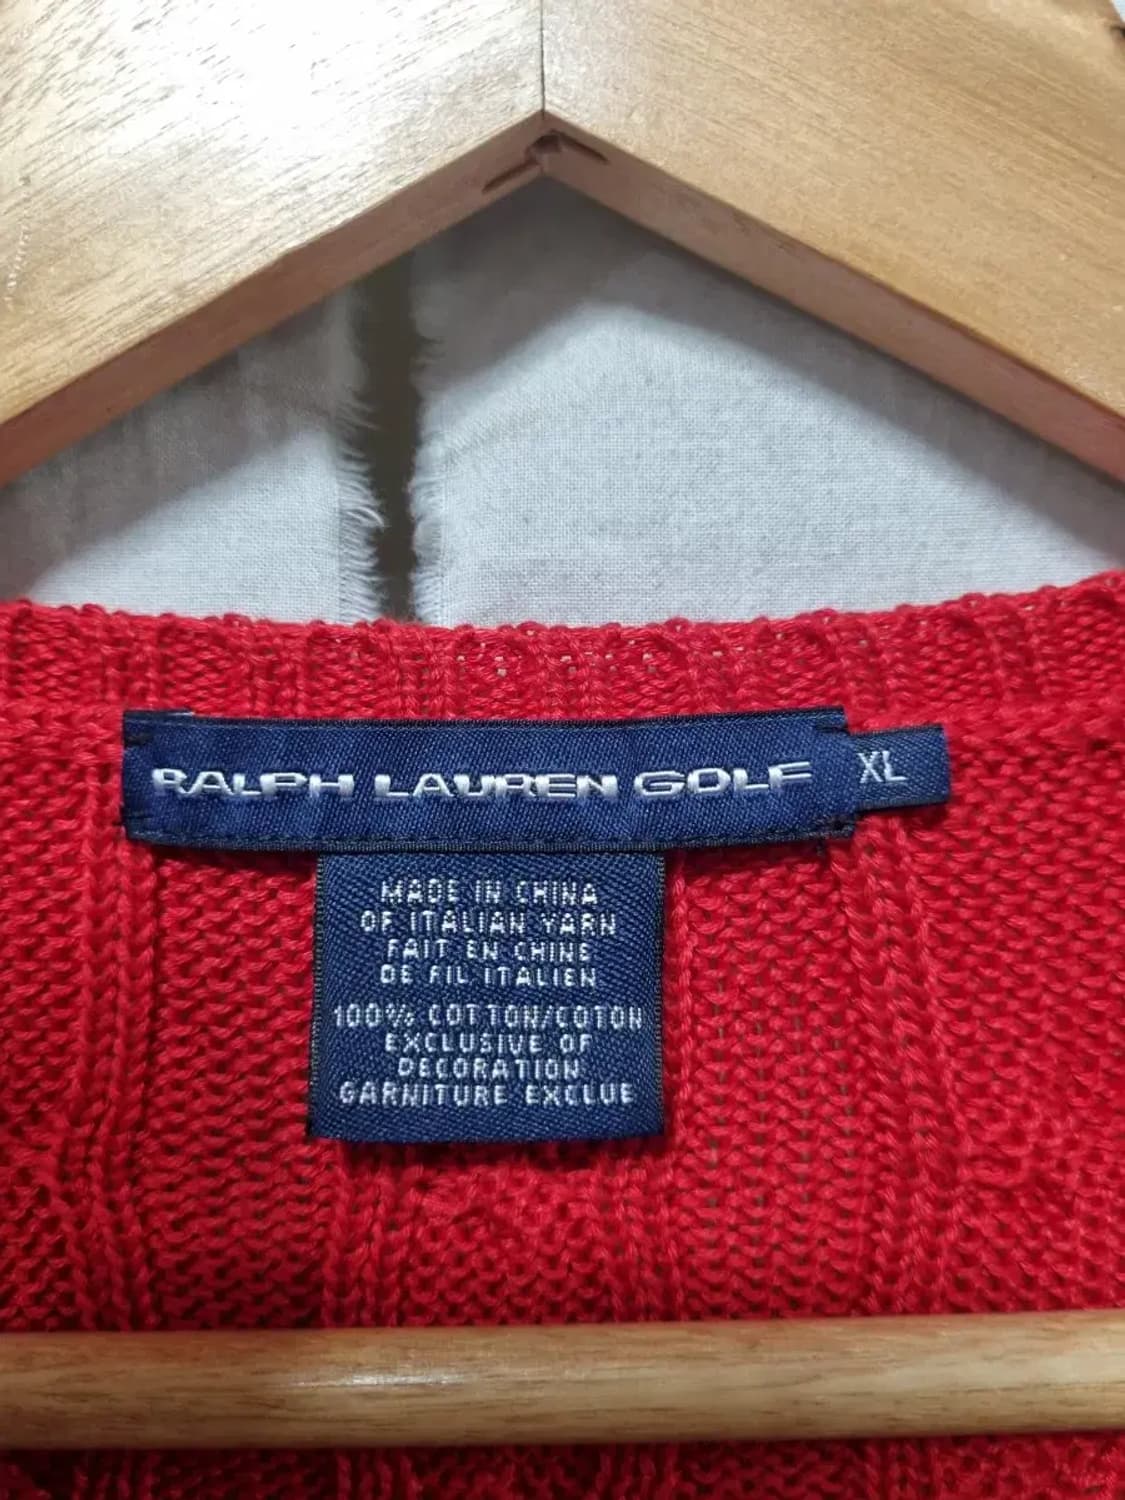 RALPH LAUREN GOLF
XL
MADE IN CHINA
OF ITALIAN YARN
FAIT EN CHINE
DE FIL ITALIEN
100% COTTON/COTON
EXCLUSIVE OF
DECORATION
GARNITURE EXCLUE